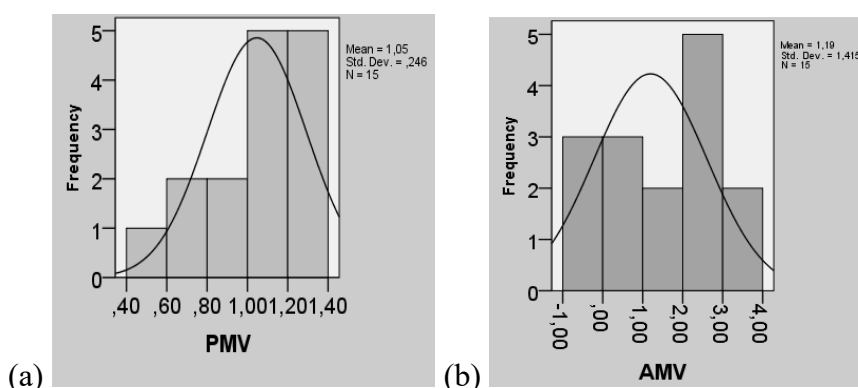 5
4
3
2
1
0
Frequency
,40 ,60 ,80 1,00 1,20 1,40
PMV
Mean = 1,05
Std. Dev. = ,246
N = 15
(a)
5
4
3
2
1
0
Frequency
-1,00 ,00 1,00 2,00 3,00 4,00
AMV
Mean = 1,19
Std. Dev. = 1,415
N = 15
(b)